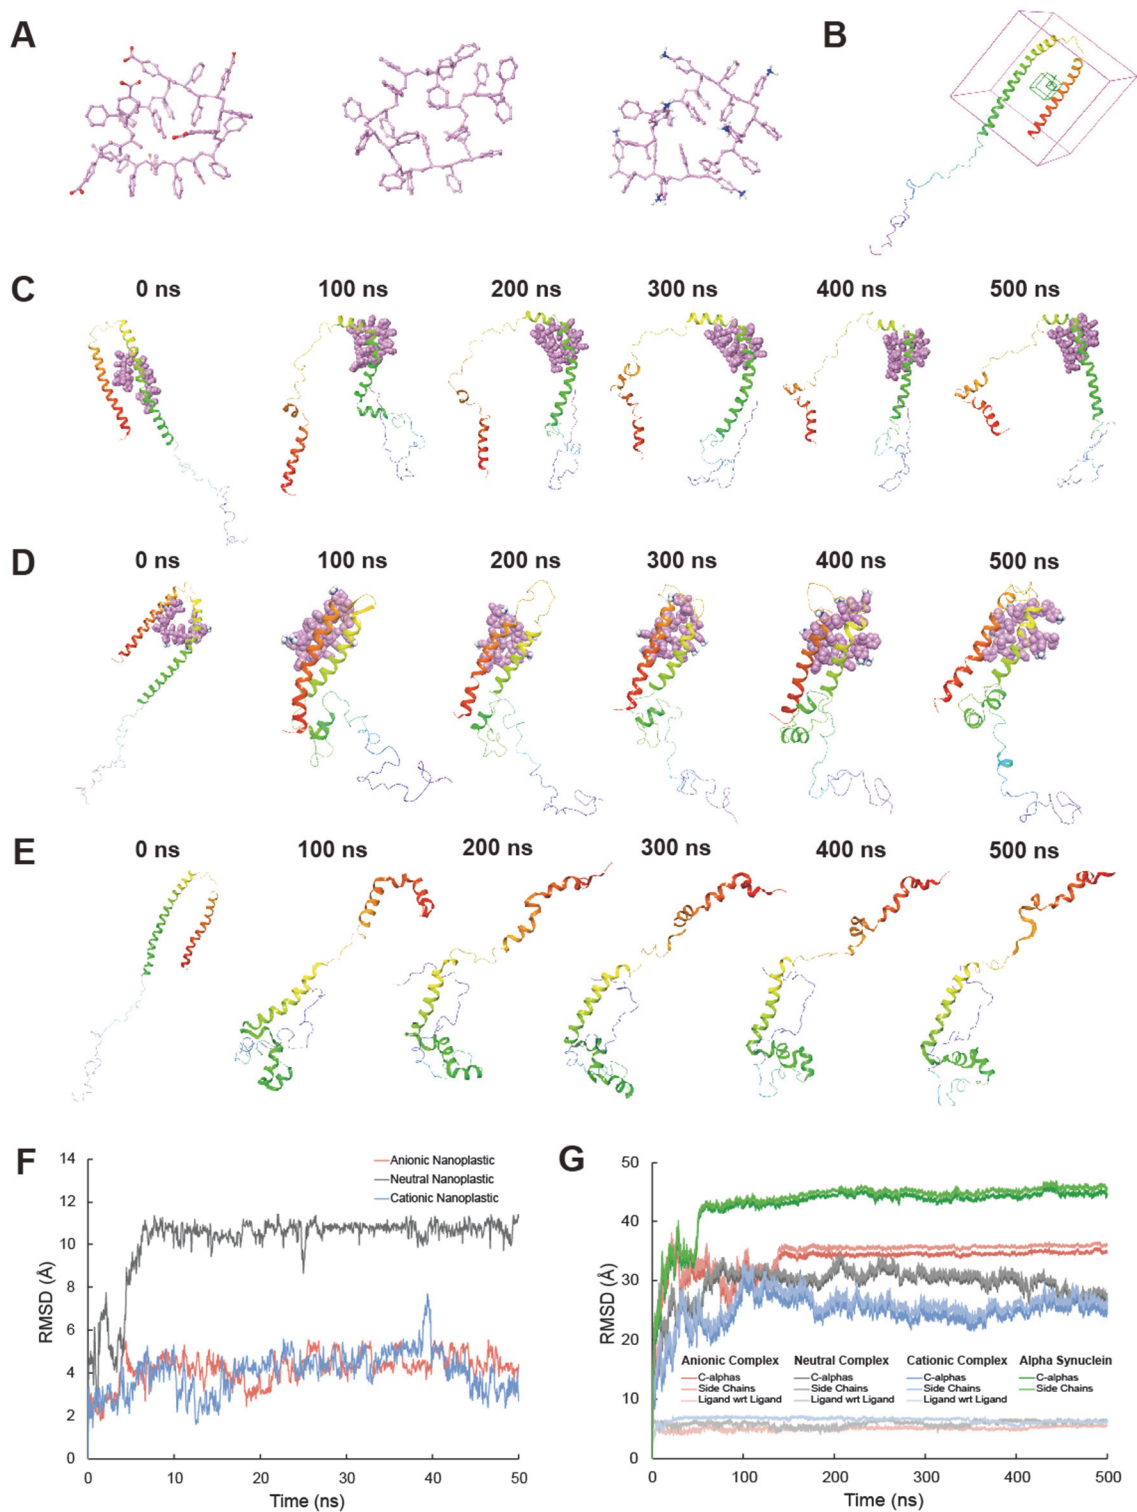 A
B
C
0 ns
100 ns
200 ns
300 ns
400 ns
500 ns
D
0 ns
100 ns
200 ns
300 ns
400 ns
500 ns
E
0 ns
100 ns
200 ns
300 ns
400 ns
500 ns
F
14
12
10
8
6
4
2
0
RMSD (Å)
0 10 20 30 40 50
Time (ns)
Anionic Nanoplastic
Neutral Nanoplastic
Cationic Nanoplastic
G
50
40
30
20
10
0
RMSD (Å)
Anionic Complex Neutral Complex Cationic Complex Alpha Synuclein
C-alphas C-alphas C-alphas C-alphas
Side Chains Side Chains Side Chains Side Chains
Ligand wrt Ligand Ligand wrt Ligand Ligand wrt Ligand
0 100 200 300 400 500
Time (ns)